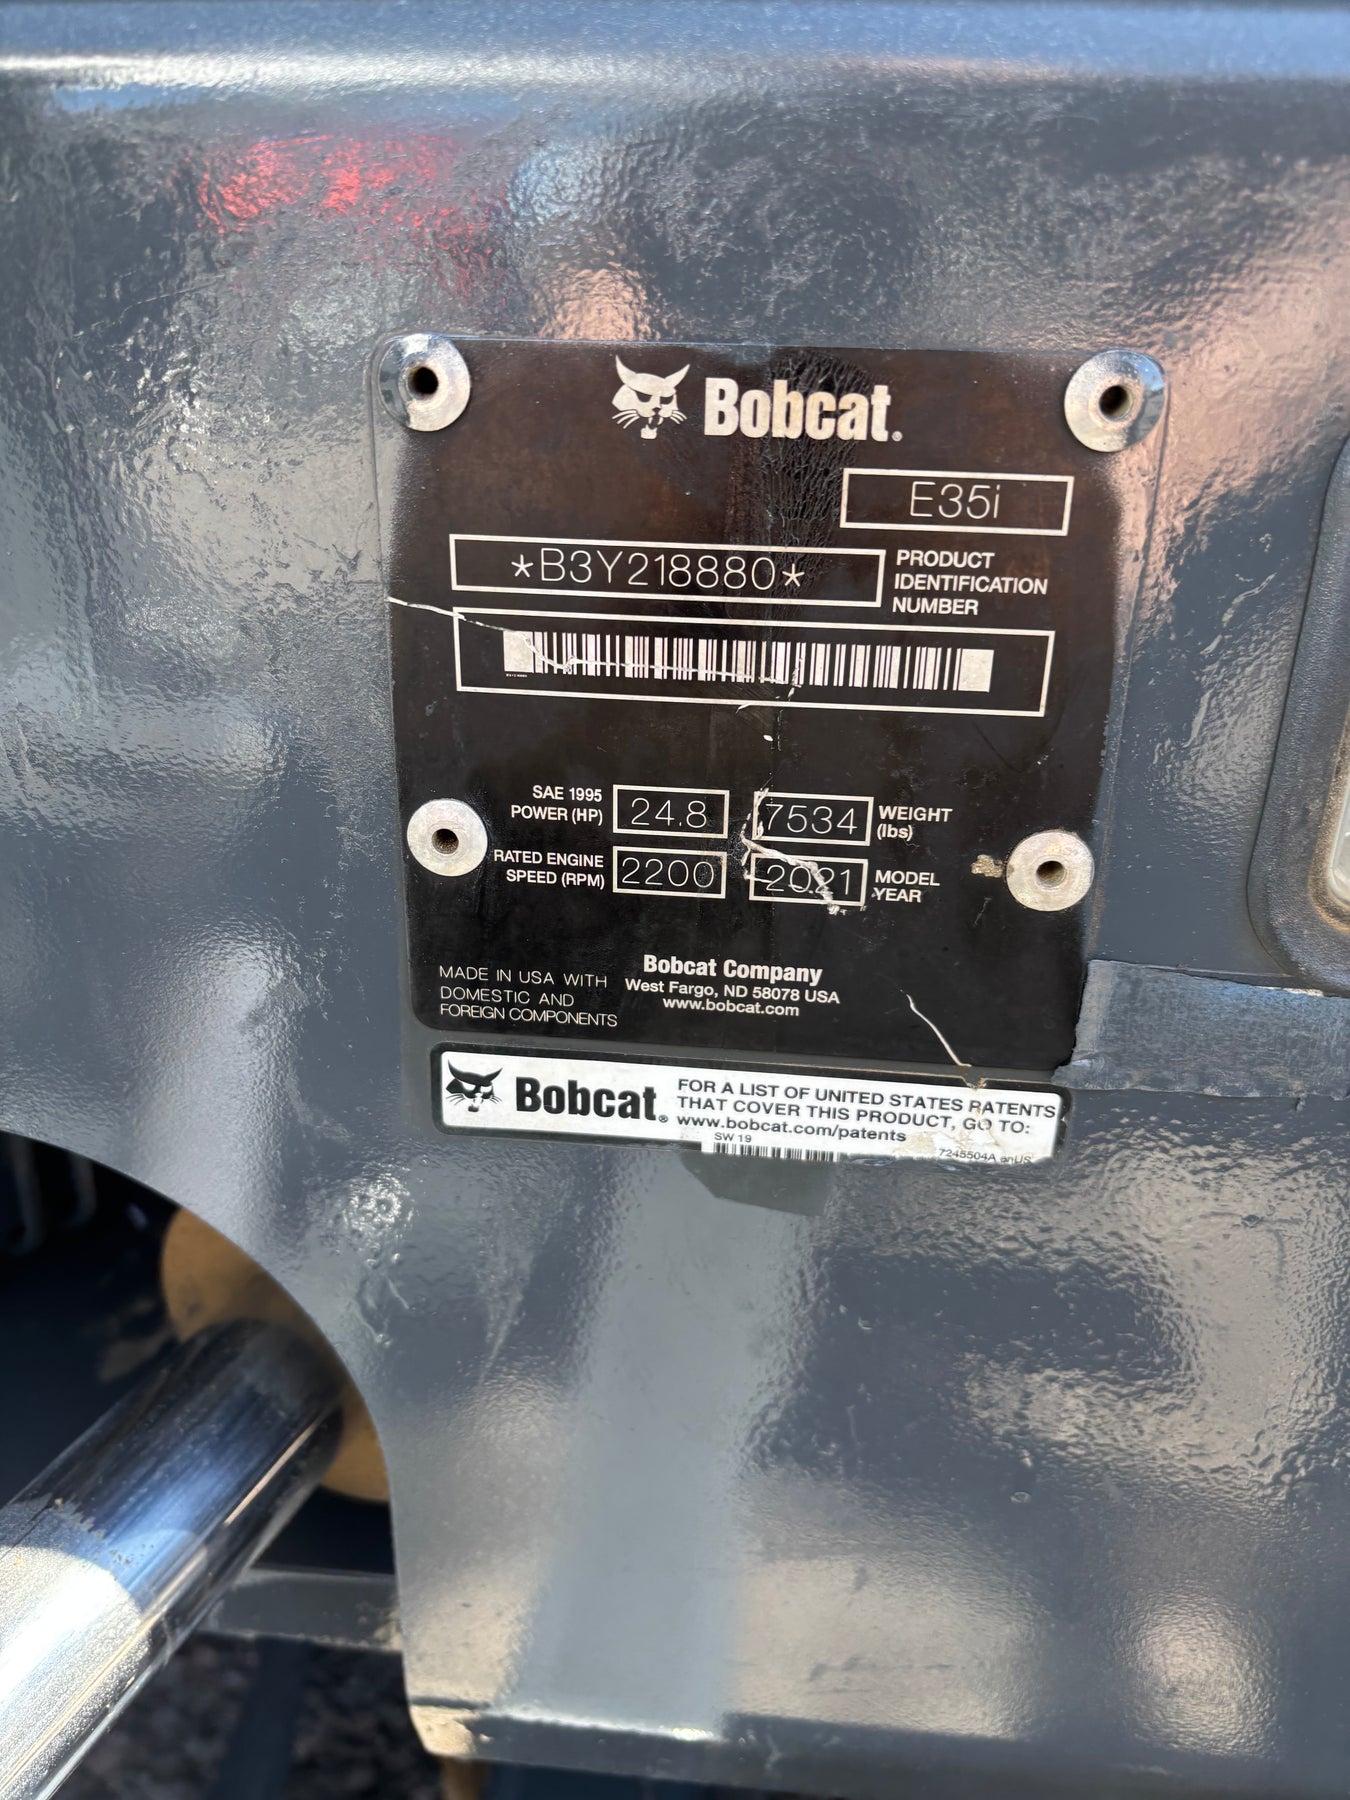 Bobcat®
E35i
*B3Y218880*
PRODUCT
IDENTIFICATION
NUMBER
SAE 1995
POWER (HP)
24.8
7534
WEIGHT
(lbs)
RATED ENGINE
SPEED (RPM)
2200
2021
MODEL
YEAR
MADE IN USA WITH
DOMESTIC AND
FOREIGN COMPONENTS
Bobcat Company
West Fargo, ND 58078 USA
www.bobcat.com
Bobcat®
FOR A LIST OF UNITED STATES PATENTS
THAT COVER THIS PRODUCT, GO TO:
www.bobcat.com/patents
SW 19
7245504A enUS